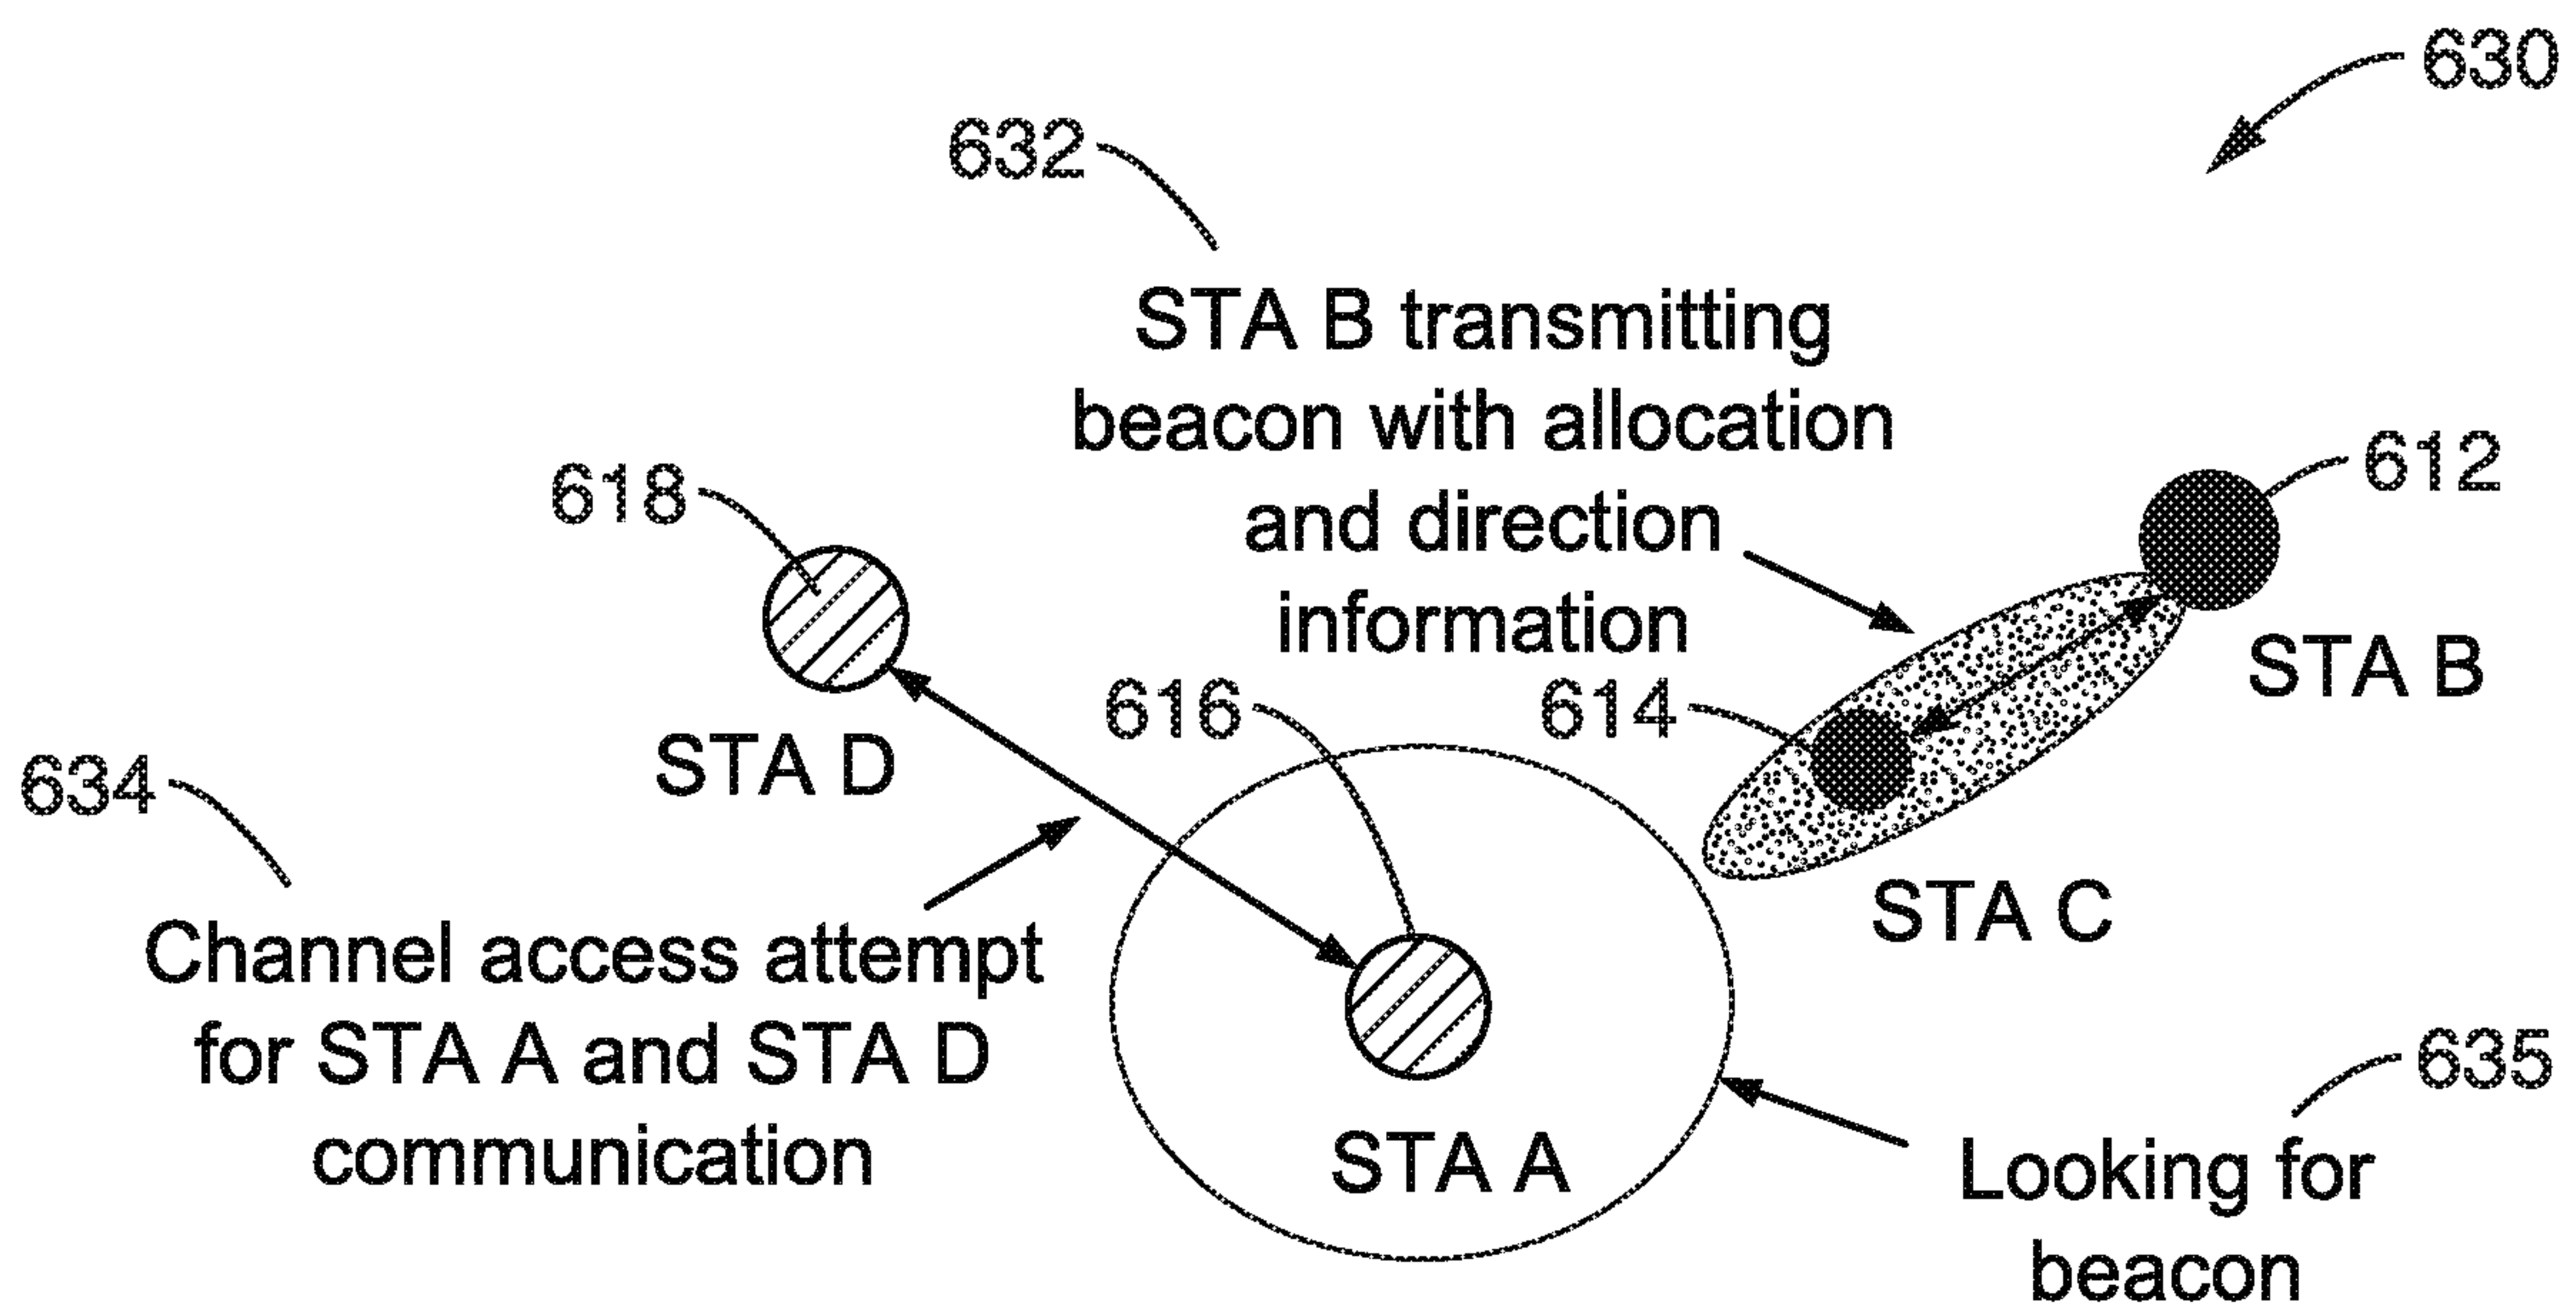 630
632
STA B transmitting
beacon with allocation
and direction
information
612
618
STA B
614
616
STA D
634
STA C
Channel access attempt
for STA A and STA D
communication
635
STA A
Looking for
beacon